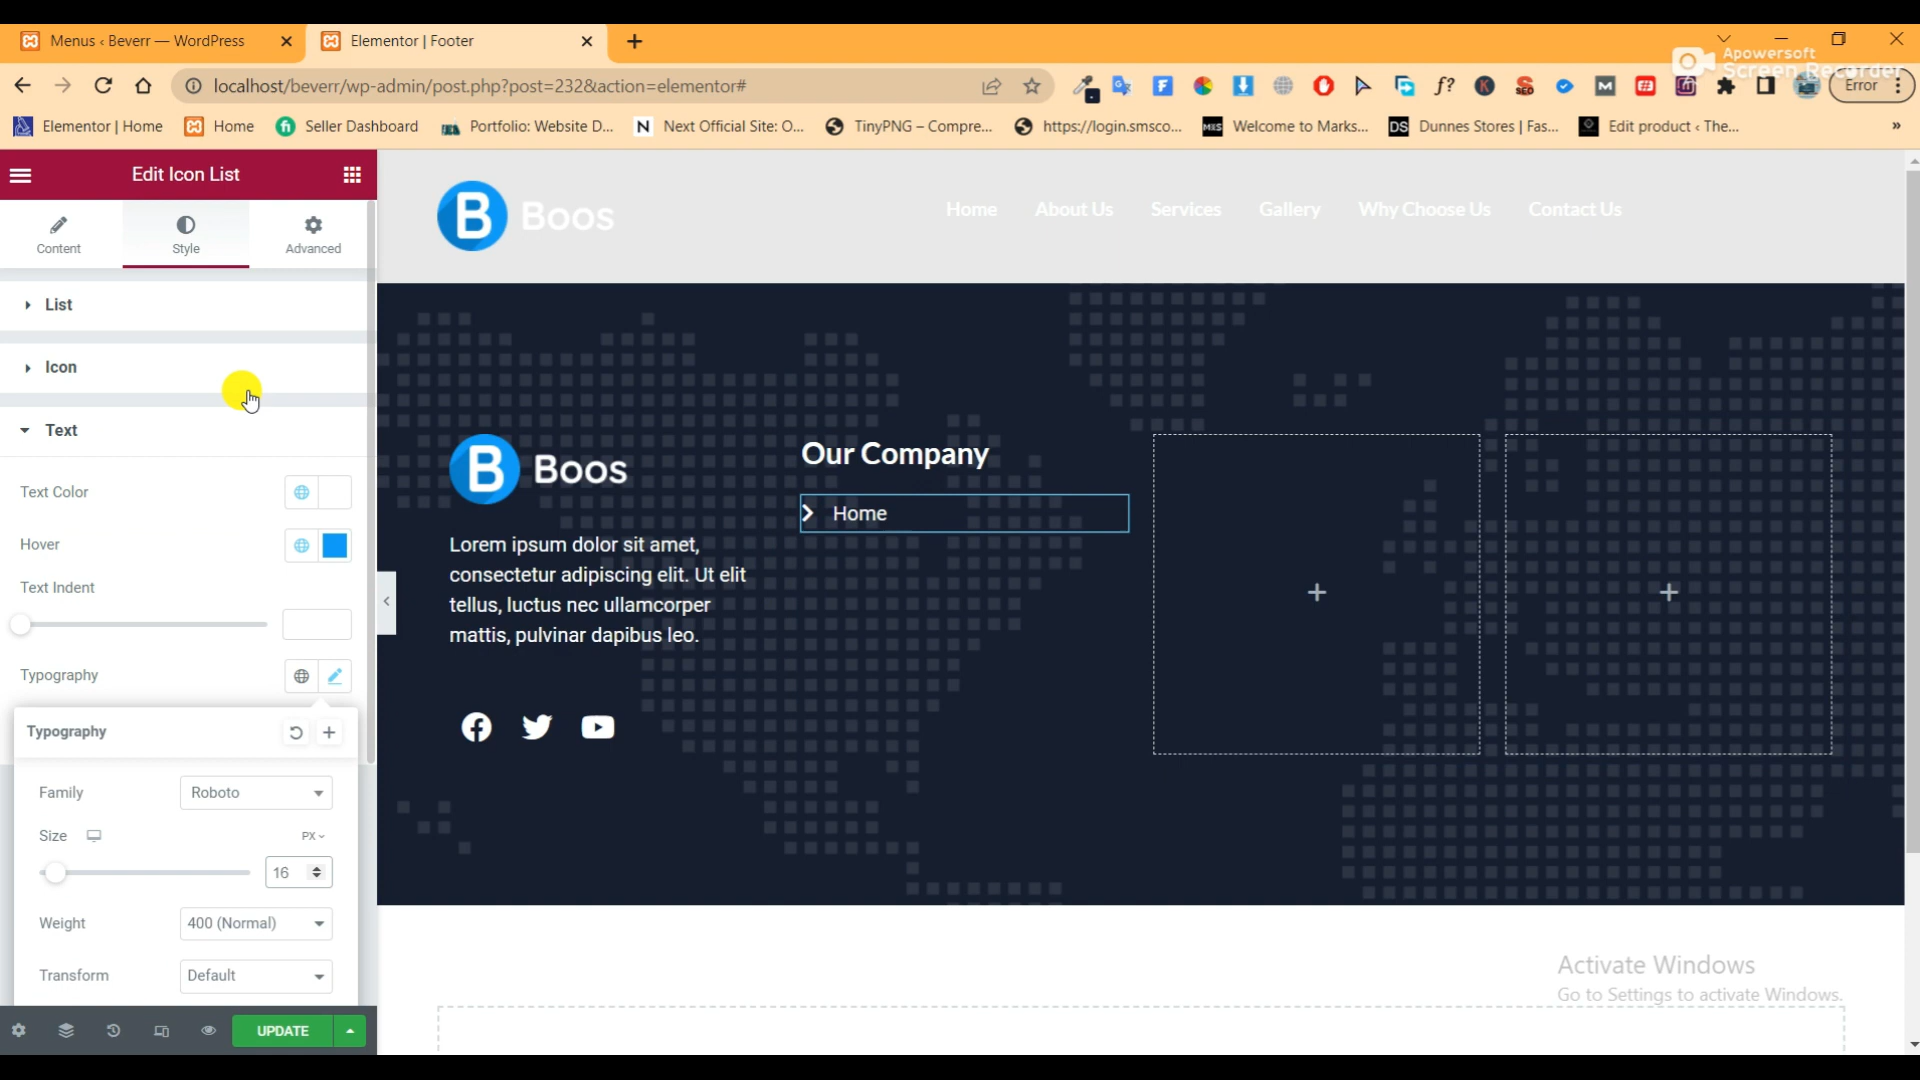 Menus ‹ Beverr — WordPress
Elementor | Footer
Apowersoft
Screen Recorder
localhost/beverr/wp-admin/post.php?post=232&action=elementor#
Error
Elementor | Home
Home
Seller Dashboard
Portfolio: Website D...
Next Official Site: O...
TinyPNG – Compre...
https://login.smsco...
Welcome to Marks...
Dunnes Stores | Fas...
Edit product ‹ The...
»
Edit Icon List
Content
Style
Advanced
List
Icon
Text
Text Color
Hover
Text Indent
Typography
Typography
Family
Roboto
Size
PX
16
Weight
400 (Normal)
Transform
Default
UPDATE
B Boos
Home
About Us
Services
Gallery
Why Choose Us
Contact Us
B Boos
Lorem ipsum dolor sit amet,
consectetur adipiscing elit. Ut elit
tellus, luctus nec ullamcorper
mattis, pulvinar dapibus leo.
Our Company
Home
Activate Windows
Go to Settings to activate Windows.